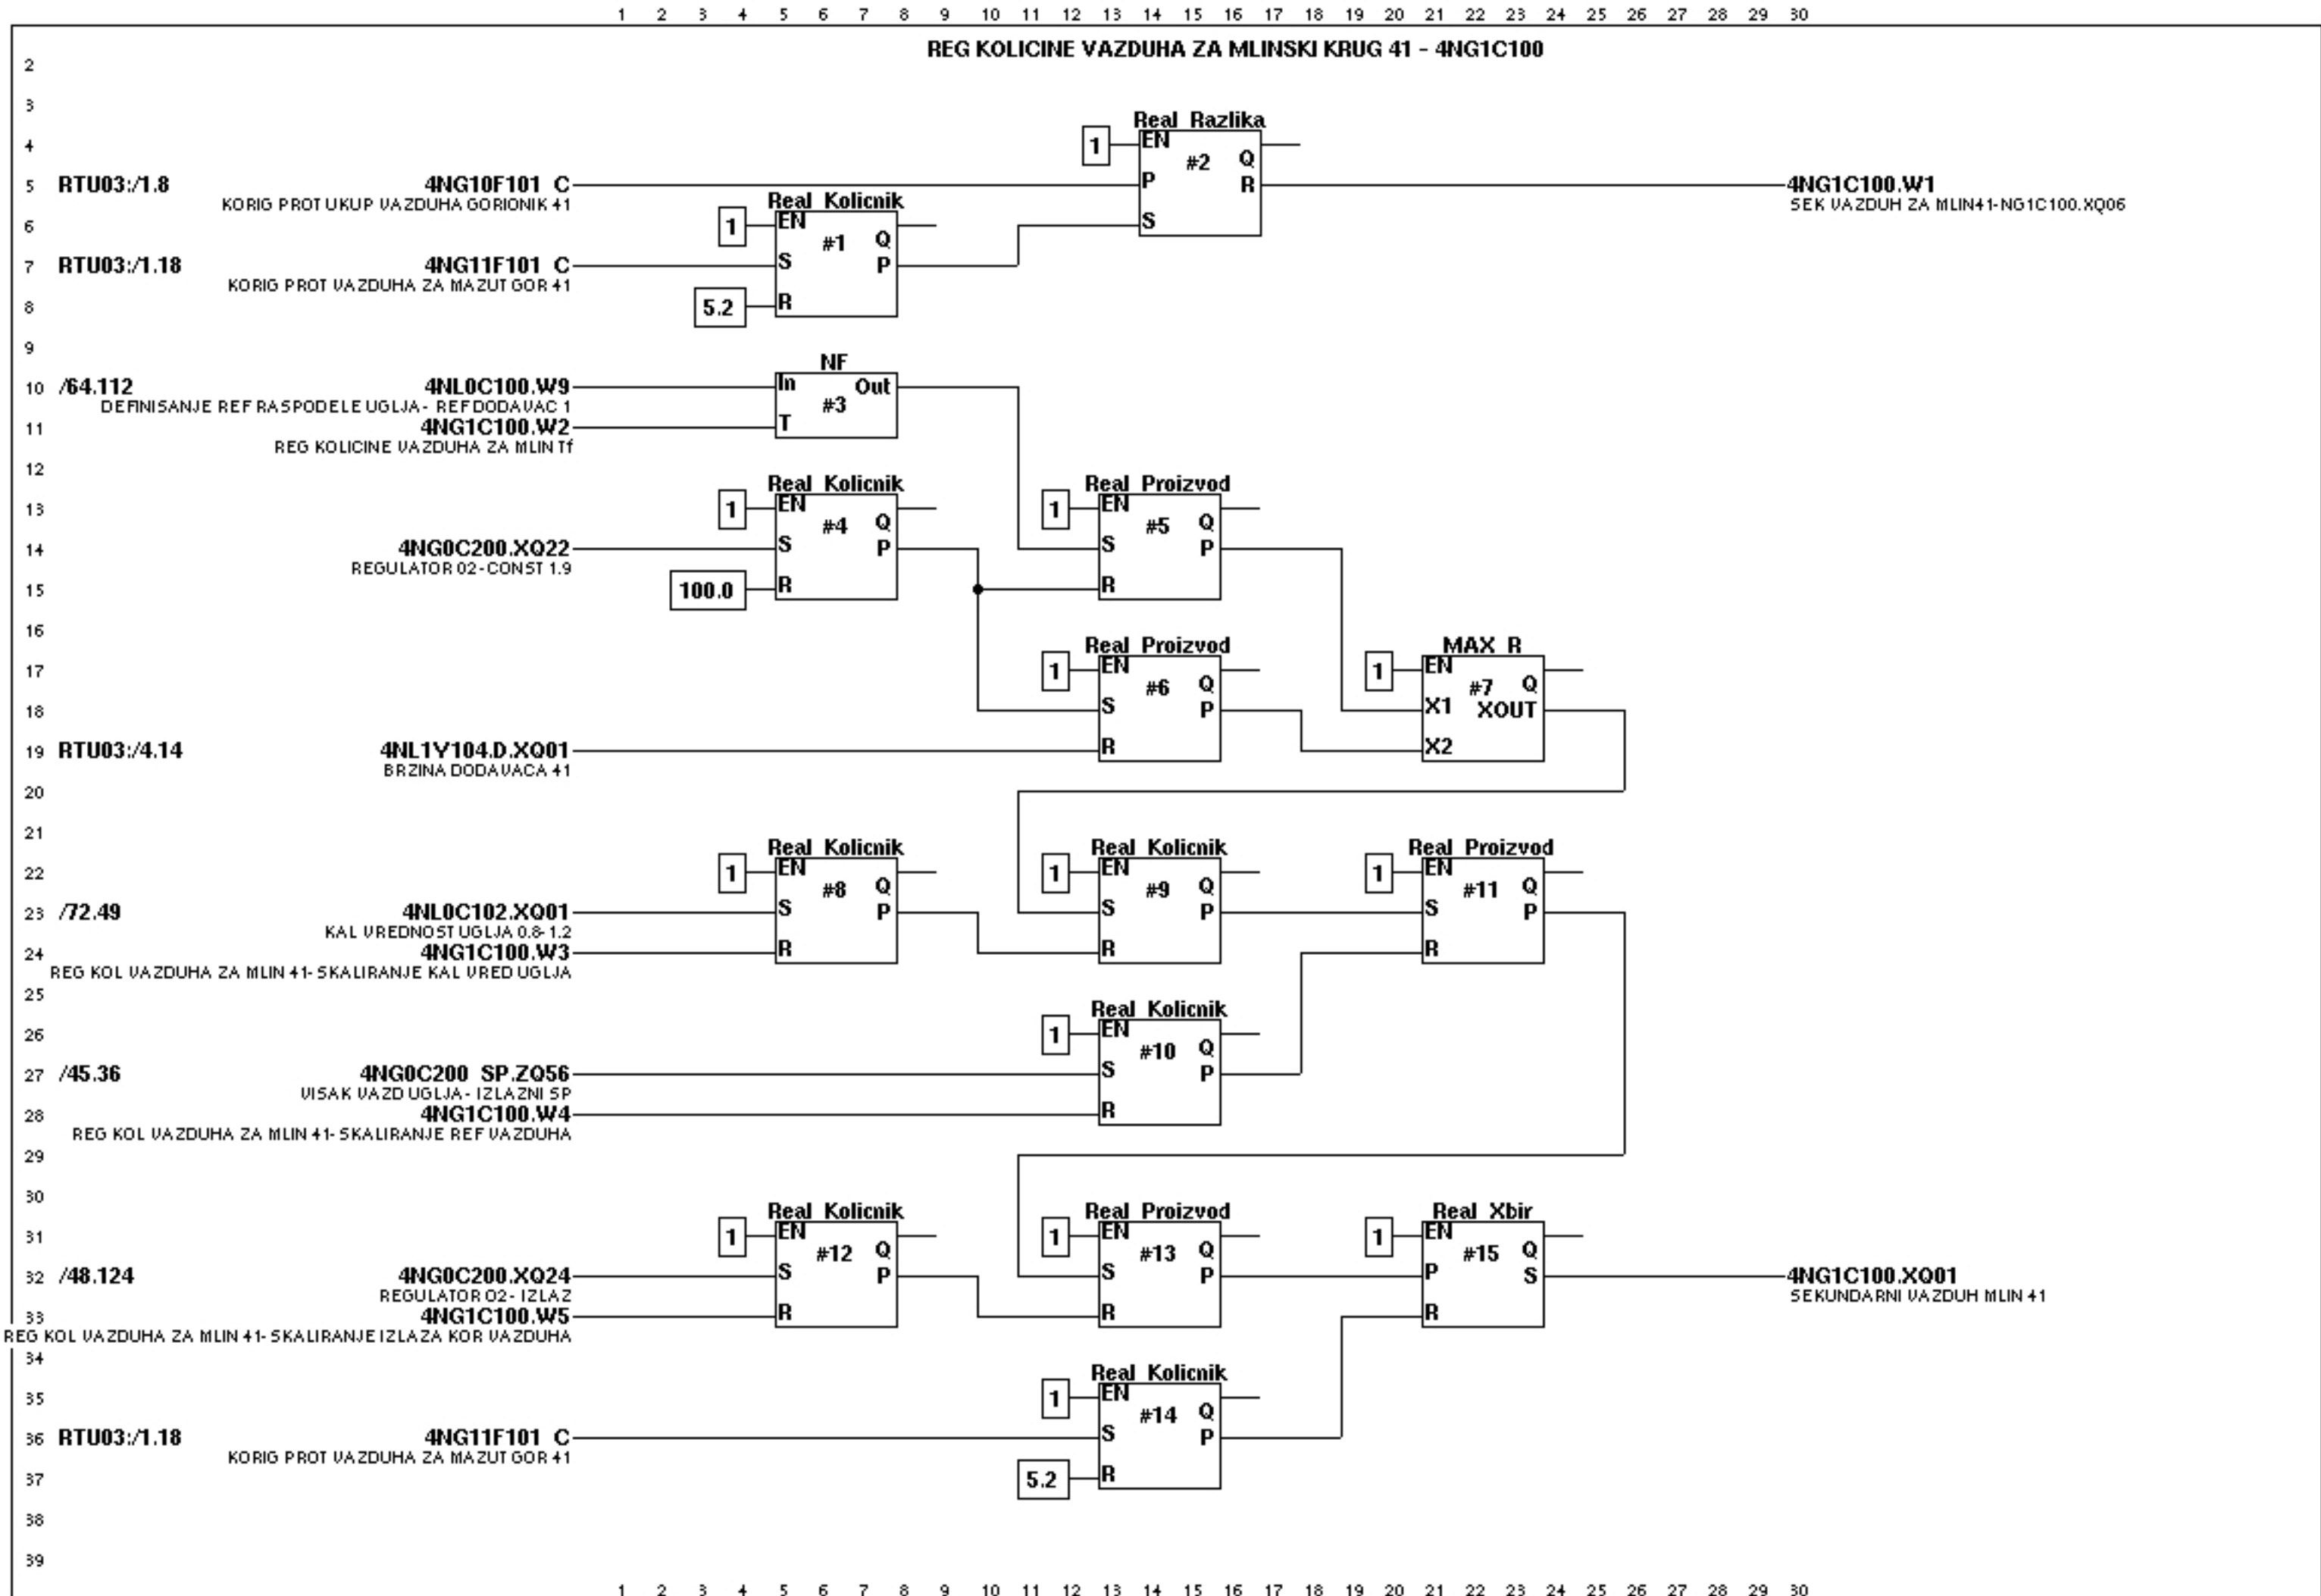 1 2 3 4 5 6 7 8 9 10 11 12 13 14 15 16 17 18 19 20 21 22 23 24 25 26 27 28 29 30
REG KOLICINE VAZDUHA ZA MLINSKI KRUG 41 - 4NG1C100
2
3
Real Razlika
4 1 EN #2 Q
5 RTU03:/1.8 4NG10F101 C P R 4NG1C100.W1
KORIG PROT UKUP VAZDUHA GORIONIK 41 Real Kolicnik SEK VAZDUH ZA MLIN41-NG1C100.XQ06
6 1 EN #1 Q S
7 RTU03:/1.18 4NG11F101 C S P
KORIG PROT VAZDUHA ZA MAZUT GOR 41
8 5.2 R
9
NF
10 /64.112 4NL0C100.W9 In Out
DEFINISANJE REF RASPODELE UGLJA- REF DODAVAC 1 #3
11 4NG1C100.W2 T
REG KOLICINE VAZDUHA ZA MLIN Tf
12
Real Kolicnik Real Proizvod
13 1 EN #4 Q 1 EN #5 Q
14 4NG0C200.XQ22 S P S P
REGULATOR 02-CONST 1.9
15 100.0 R R
16
Real Proizvod MAX R
17 1 EN #6 Q 1 EN #7 Q
18 S P X1 XOUT
19 RTU03:/4.14 4NL1Y104.D.XQ01 R X2
BRZINA DODAVACA 41
20
21
Real Kolicnik Real Kolicnik Real Proizvod
22 1 EN #8 Q 1 EN #9 Q 1 EN #11 Q
23 /72.49 4NL0C102.XQ01 S P S P S P
KAL VREDNOST UGLJA 0.8-1.2
24 4NG1C100.W3 R R R
REG KOL VAZDUHA ZA MLIN 41- SKALIRANJE KAL VRED UGLJA
25
Real Kolicnik
26 1 EN #10 Q
27 /45.36 4NG0C200 SP.ZQ56 S P
VISAK VAZD UGLJA- IZLAZNI SP
28 4NG1C100.W4 R
REG KOL VAZDUHA ZA MLIN 41- SKALIRANJE REF VAZDUHA
29
30
Real Kolicnik Real Proizvod Real Xbir
31 1 EN #12 Q 1 EN #13 Q 1 EN #15 Q
32 /48.124 4NG0C200.XQ24 S P S P P S 4NG1C100.XQ01
REGULATOR O2- IZLAZ SEKUNDARNI VAZDUH MLIN 41
33 4NG1C100.W5 R R R
REG KOL VAZDUHA ZA MLIN 41- SKALIRANJE IZLAZA KOR VAZDUHA
34
Real Kolicnik
35 1 EN #14 Q
36 RTU03:/1.18 4NG11F101 C S P
KORIG PROT VAZDUHA ZA MAZUT GOR 41
37 5.2 R
38
39
1 2 3 4 5 6 7 8 9 10 11 12 13 14 15 16 17 18 19 20 21 22 23 24 25 26 27 28 29 30